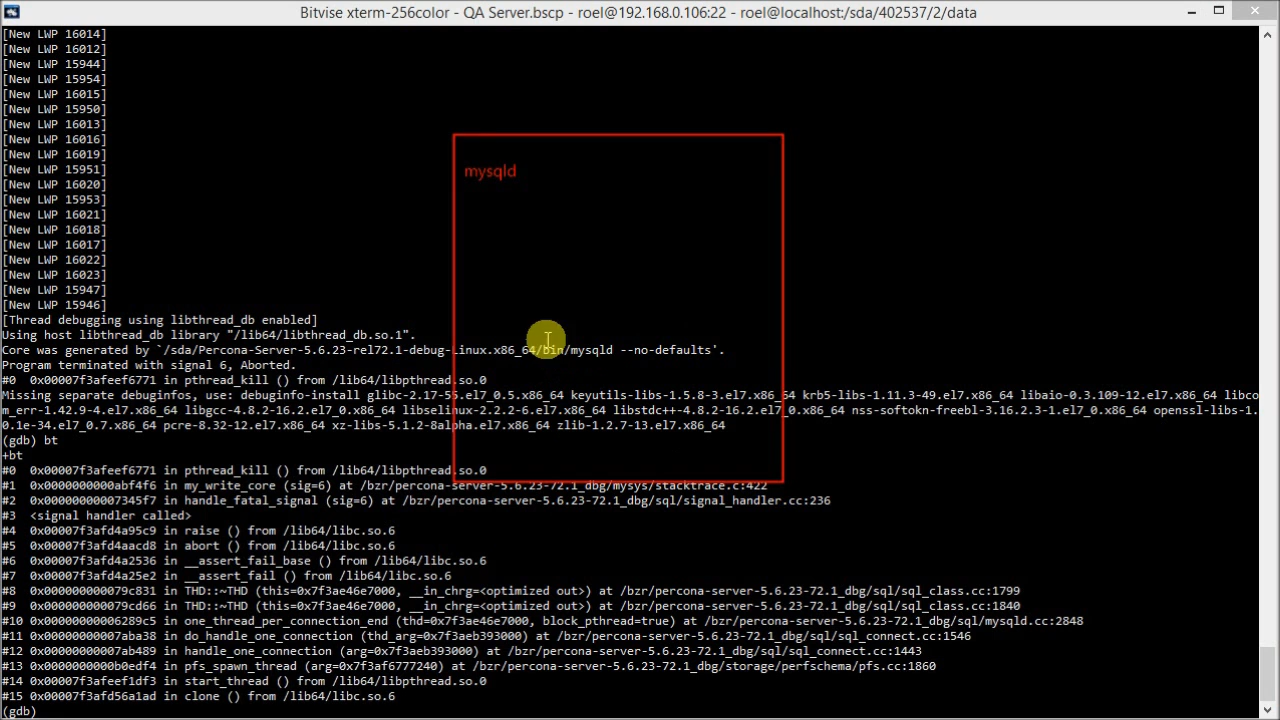 Bitvise xterm-256color - QA Server.bscp - roel@192.168.0.106:22 - roel@localhost:/sda/402537/2/data
[New LWP 16014]
[New LWP 16012]
[New LWP 15944]
[New LWP 15954]
[New LWP 16015]
[New LWP 15950]
[New LWP 16013]
[New LWP 16016]
[New LWP 16019]
[New LWP 15951]
mysqld
[New LWP 16020]
[New LWP 15953]
[New LWP 16021]
[New LWP 16018]
[New LWP 16017]
[New LWP 16022]
[New LWP 16023]
[New LWP 15947]
[New LWP 15946]
[Thread debugging using libthread_db enabled]
Using host libthread_db library "/lib64/libthread_db.so.1".
Core was generated by `/sda/Percona-Server-5.6.23-rel72.1-debug-Linux.x86_64/bin/mysqld --no-defaults'.
Program terminated with signal 6, Aborted.
#0  0x00007f3afeef6771 in pthread_kill () from /lib64/libpthread.so.0
Missing separate debuginfos, use: debuginfo-install glibc-2.17-55.el7_0.5.x86_64 keyutils-libs-1.5.8-3.el7.x86_64 krb5-libs-1.11.3-49.el7.x86_64 libaio-0.3.109-12.el7.x86_64 libco
m_err-1.42.9-4.el7.x86_64 libgcc-4.8.2-16.2.el7_0.x86_64 libselinux-2.2.2-6.el7.x86_64 libstdc++-4.8.2-16.2.el7_0.x86_64 nss-softokn-freebl-3.16.2.3-1.el7.x86_64 openssl-libs-1.
0.1e-34.el7_0.7.x86_64 pcre-8.32-12.el7.x86_64 xz-libs-5.1.2-8alpha.el7.x86_64 zlib-1.2.7-13.el7.x86_64
(gdb) bt
+bt
#0  0x00007f3afeef6771 in pthread_kill () from /lib64/libpthread.so.0
#1  0x0000000000abf4f6 in my_write_core (sig=6) at /bzr/percona-server-5.6.23-72.1_dbg/mysys/stacktrace.c:422
#2  0x00000000007345f7 in handle_fatal_signal (sig=6) at /bzr/percona-server-5.6.23-72.1_dbg/sql/signal_handler.cc:236
#3  <signal handler called>
#4  0x00007f3afd4a95c9 in raise () from /lib64/libc.so.6
#5  0x00007f3afd4aacd8 in abort () from /lib64/libc.so.6
#6  0x00007f3afd4a2536 in __assert_fail_base () from /lib64/libc.so.6
#7  0x00007f3afd4a25e2 in __assert_fail () from /lib64/libc.so.6
#8  0x000000000079c831 in THD::~THD (this=0x7f3ae46e7000, __in_chrg=<optimized out>) at /bzr/percona-server-5.6.23-72.1_dbg/sql/sql_class.cc:1799
#9  0x000000000079cd66 in THD::~THD (this=0x7f3ae46e7000, __in_chrg=<optimized out>) at /bzr/percona-server-5.6.23-72.1_dbg/sql/sql_class.cc:1840
#10 0x00000000006289c5 in one_thread_per_connection_end (thd=0x7f3ae46e7000, block_pthread=true) at /bzr/percona-server-5.6.23-72.1_dbg/sql/mysqld.cc:2848
#11 0x00000000007aba38 in do_handle_one_connection (thd_arg=0x7f3aeb393000) at /bzr/percona-server-5.6.23-72.1_dbg/sql/sql_connect.cc:1546
#12 0x00000000007ab489 in handle_one_connection (arg=0x7f3aeb393000) at /bzr/percona-server-5.6.23-72.1_dbg/sql/sql_connect.cc:1443
#13 0x0000000000b0edf4 in pfs_spawn_thread (arg=0x7f3af6777240) at /bzr/percona-server-5.6.23-72.1_dbg/storage/perfschema/pfs.cc:1860
#14 0x00007f3afeef1df3 in start_thread () from /lib64/libpthread.so.0
#15 0x00007f3afd56a1ad in clone () from /lib64/libc.so.6
(gdb)